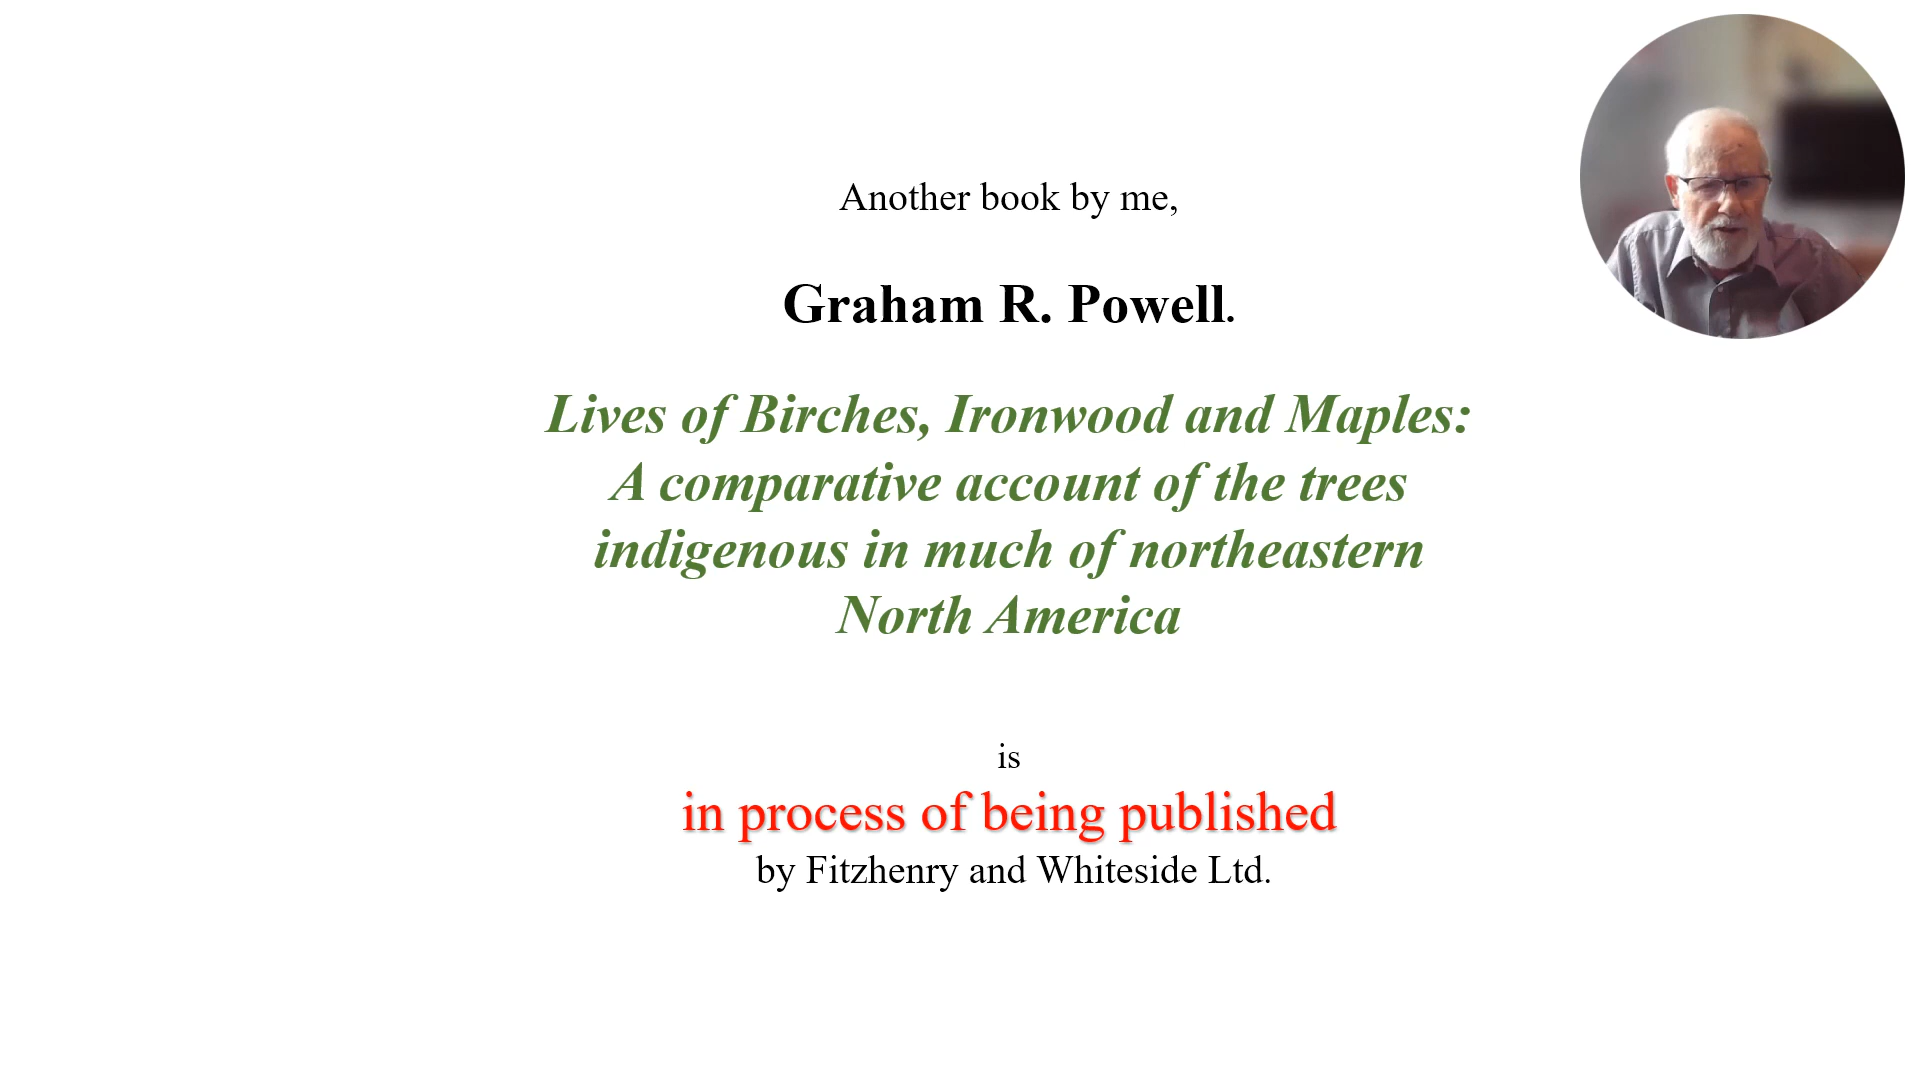 Another book by me,
Graham R. Powell.
Lives of Birches, Ironwood and Maples:
A comparative account of the trees
indigenous in much of northeastern
North America
is
in process of being published
by Fitzhenry and Whiteside Ltd.